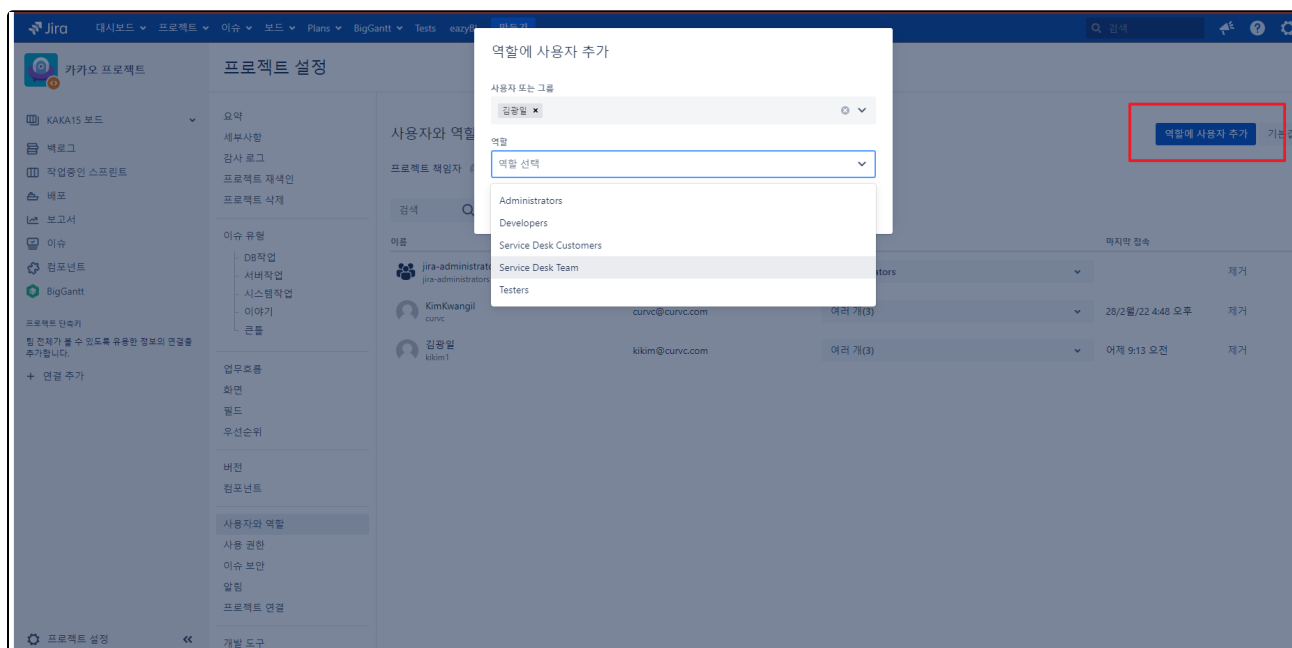 Jira 대시보드 프로젝트 이슈 보드 Plans BigGantt Tests 만들기 검색
카카오 프로젝트
프로젝트 설정
KAKA15 보드
백로그
작업중인 스프린트
배포
보고서
이슈
컴포넌트
BigGantt
프로젝트 단축키
팀 전체가 볼 수 있도록 유용한 정보의 연결을
추가합니다.
+ 연결 추가
프로젝트 설정
요약
세부사항
감사 로그
프로젝트 재색인
프로젝트 삭제
이슈 유형
DB작업
서버작업
시스템작업
이야기
큰틀
업무흐름
화면
필드
우선순위
버전
컴포넌트
사용자와 역할
사용 권한
이슈 보안
알림
프로젝트 연결
개발 도구
사용자와 역할
역할에 사용자 추가
프로젝트 책임자
검색
이름 마지막 접속
jira-administrators 제거
jira-administrators
KimKwangil curvc@curvc.com 여러 개(3) 28/2월/22 4:48 오후 제거
curvc
김광일 kikim@curvc.com 여러 개(3) 어제 9:13 오전 제거
kikim1
역할에 사용자 추가
사용자 또는 그룹
김광일
역할
역할 선택
Administrators
Developers
Service Desk Customers
Service Desk Team
Testers